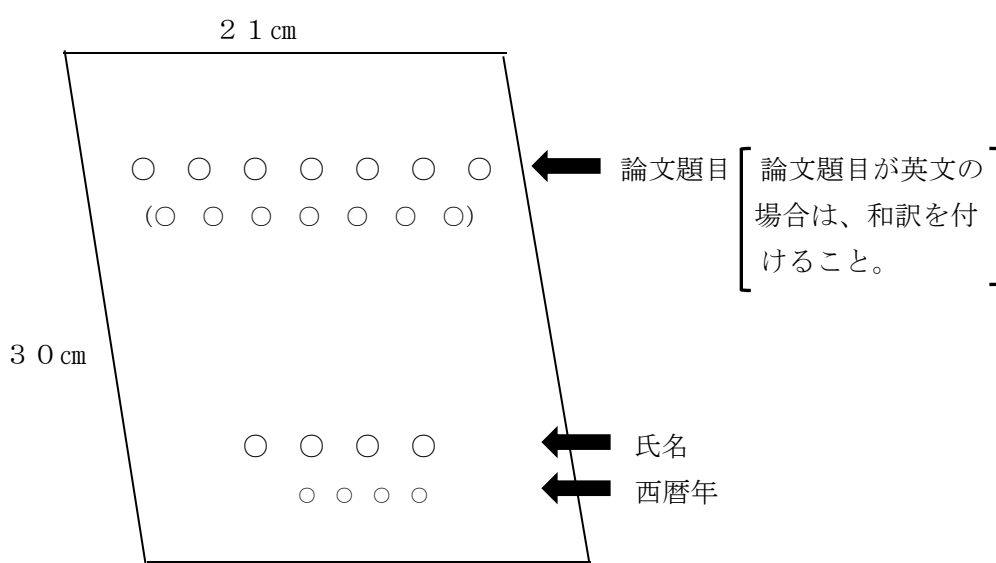 ２１㎝
○ ○ ○ ○ ○ ○ ○
論文題目
論文題目が英文の
(○ ○ ○ ○ ○ ○ ○)
場合は、和訳を付
けること。
３０㎝
○ ○ ○ ○
氏名
○ ○ ○ ○
西暦年